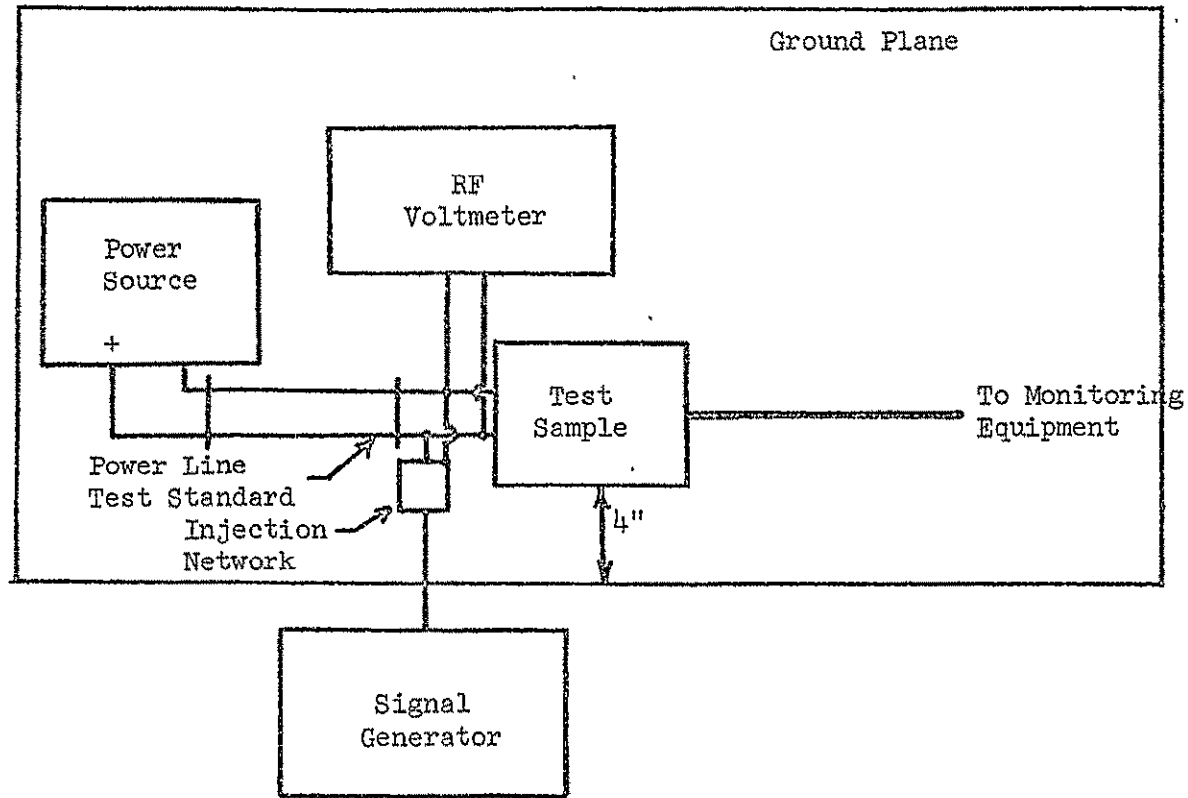 Ground Plane
RF
Voltmeter
Power
Source
+
Test
Sample
To Monitoring
Equipment
Power Line
Test Standard
Injection
Network
4"
Signal
Generator